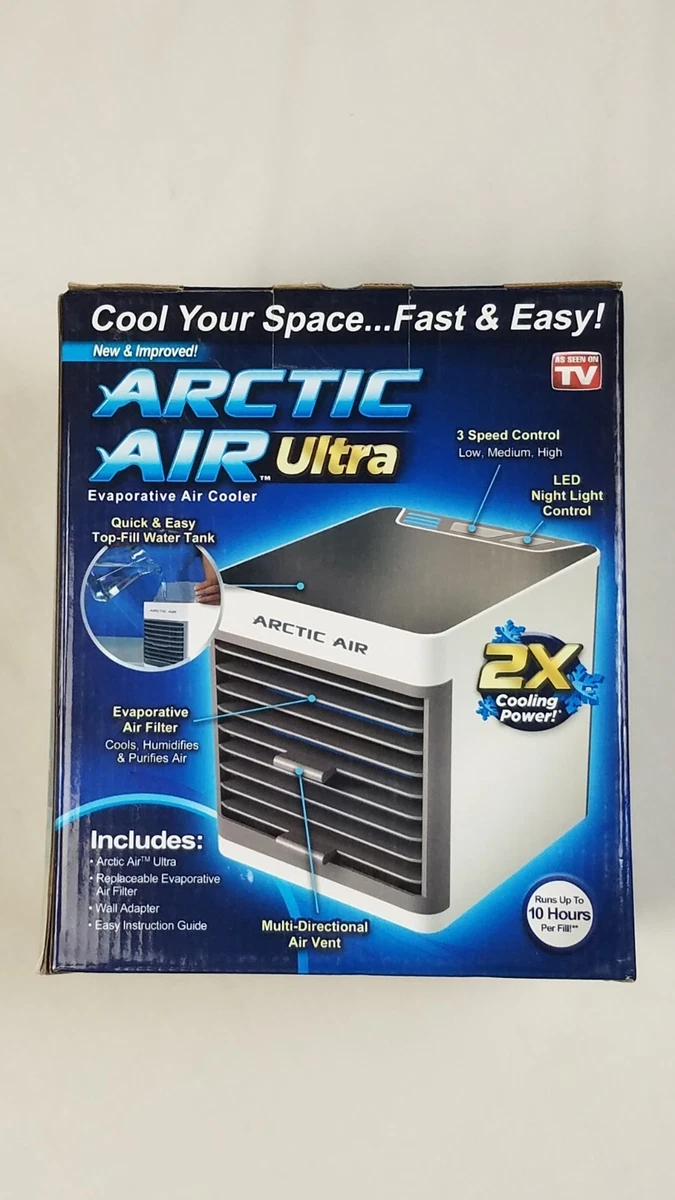 Cool Your Space...Fast & Easy!
New & Improved!
AS SEEN ON
TV
ARCTIC
AIR™ Ultra
Evaporative Air Cooler
3 Speed Control
Low, Medium, High
LED
Night Light
Control
Quick & Easy
Top-Fill Water Tank
ARCTIC AIR
ARCTIC AIR
2X
Cooling
Power!*
Evaporative
Air Filter
Cools, Humidifies
& Purifies Air
Includes:
• Arctic Air™ Ultra
• Replaceable Evaporative
Air Filter
• Wall Adapter
• Easy Instruction Guide
Multi-Directional
Air Vent
Runs Up To
10 Hours
Per Fill!**